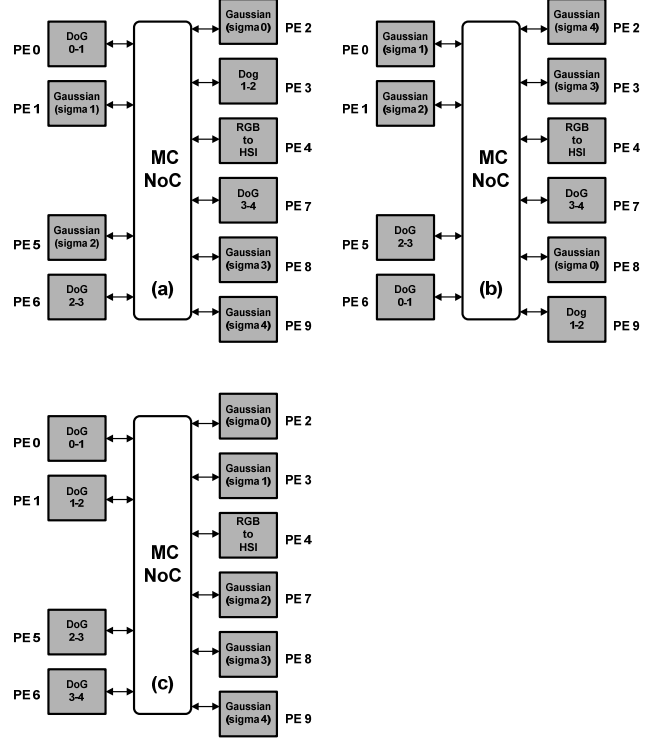 PE 0
DoG
0-1
PE 1
Gaussian
(sigma 1)
PE 5
Gaussian
(sigma 2)
PE 6
DoG
2-3
MC
NoC
(a)
Gaussian
(sigma 0)
PE 2
Dog
1-2
PE 3
RGB
to
HSI
PE 4
DoG
3-4
PE 7
Gaussian
(sigma 3)
PE 8
Gaussian
(sigma 4)
PE 9
PE 0
Gaussian
(sigma 1)
PE 1
Gaussian
(sigma 2)
PE 5
DoG
2-3
PE 6
DoG
0-1
MC
NoC
(b)
Gaussian
(sigma 4)
PE 2
Gaussian
(sigma 3)
PE 3
RGB
to
HSI
PE 4
DoG
3-4
PE 7
Gaussian
(sigma 0)
PE 8
Dog
1-2
PE 9
PE 0
DoG
0-1
PE 1
DoG
1-2
PE 5
DoG
2-3
PE 6
DoG
3-4
MC
NoC
(c)
Gaussian
(sigma 0)
PE 2
Gaussian
(sigma 1)
PE 3
RGB
to
HSI
PE 4
Gaussian
(sigma 2)
PE 7
Gaussian
(sigma 3)
PE 8
Gaussian
(sigma 4)
PE 9